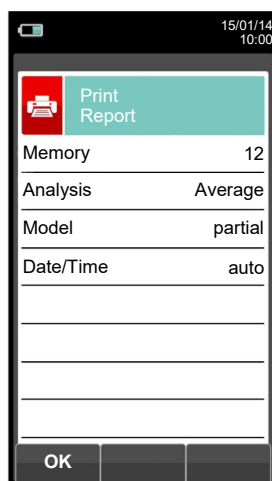 15/01/14
10:00
Print
Report
Memory 12
Analysis Average
Model partial
Date/Time auto
OK